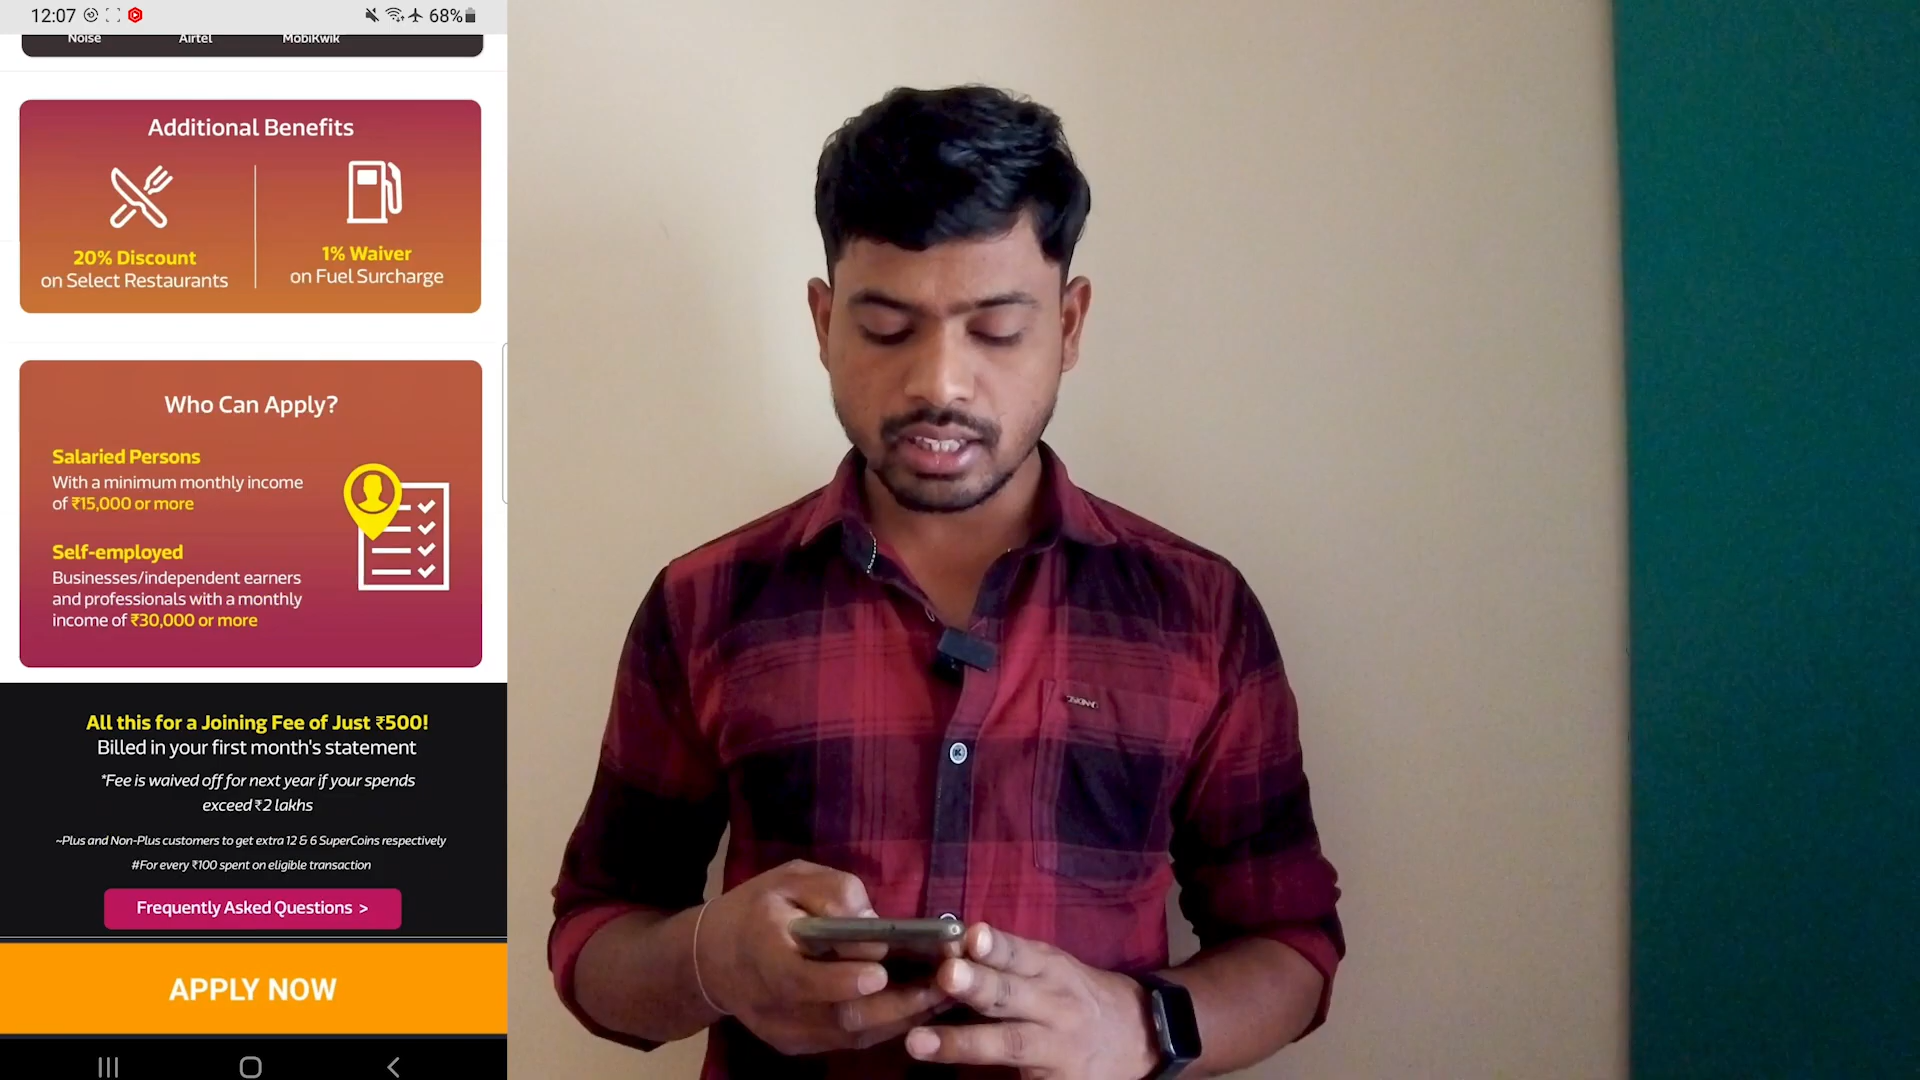 12:07
68%
Noise Airtel MobiKwik
Additional Benefits
20% Discount
on Select Restaurants
1% Waiver
on Fuel Surcharge
Who Can Apply?
Salaried Persons
With a minimum monthly income
of ₹15,000 or more
Self-employed
Businesses/independent earners
and professionals with a monthly
income of ₹30,000 or more
All this for a Joining Fee of Just ₹500!
Billed in your first month's statement
*Fee is waived off for next year if your spends
exceed ₹2 lakhs
~Plus and Non-Plus customers to get extra 12 & 6 SuperCoins respectively
#For every ₹100 spent on eligible transaction
Frequently Asked Questions >
APPLY NOW
K